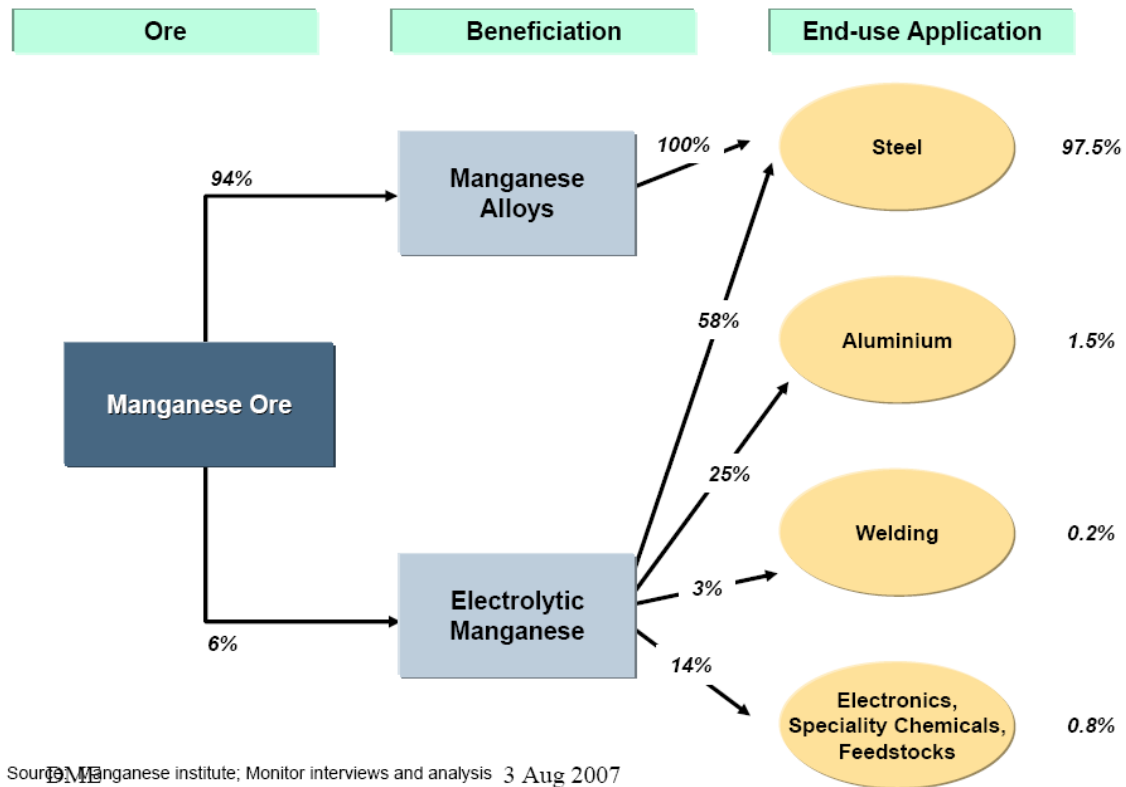 Ore
Beneficiation
End-use Application
94%
Manganese
Alloys
100%
Steel
97.5%
58%
Aluminium
1.5%
Manganese Ore
25%
Welding
0.2%
6%
Electrolytic
Manganese
3%
14%
Electronics,
Speciality Chemicals,
Feedstocks
0.8%
Source: Manganese institute; Monitor interviews and analysis
DME
3 Aug 2007